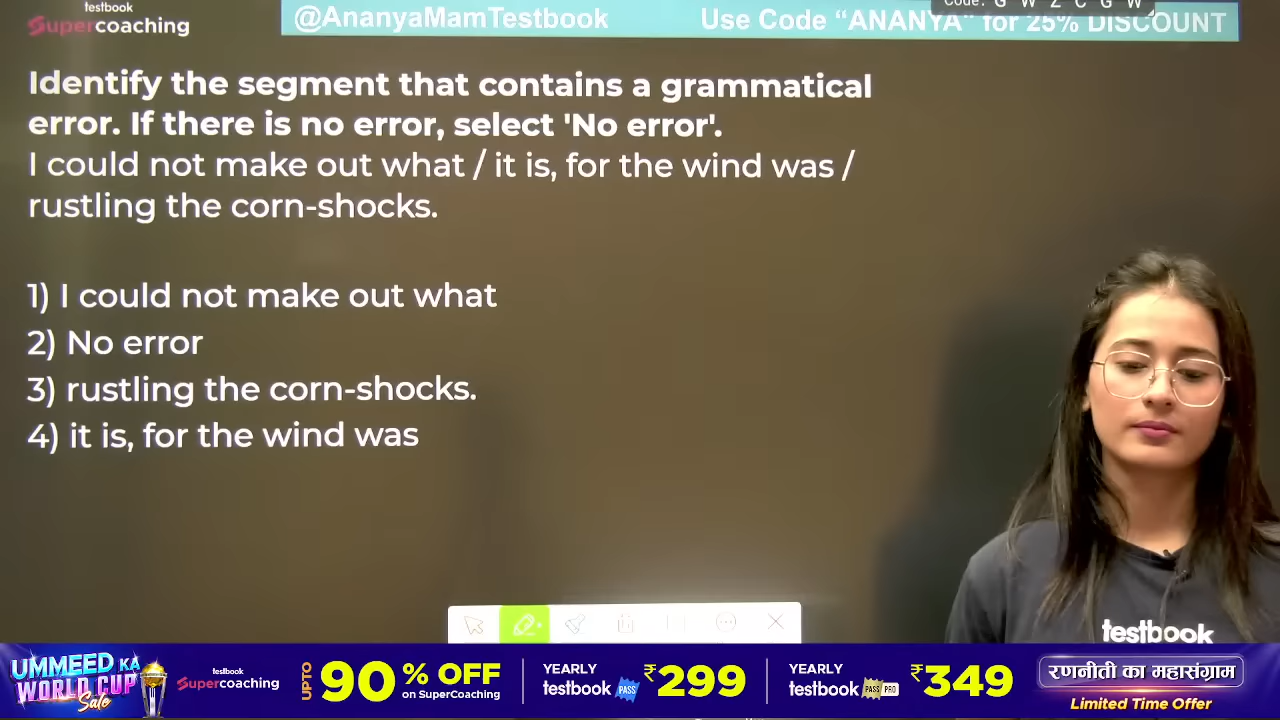 testbook
Supercoaching
@AnanyaMamTestbook
Use Code “ANANYA” for 25% DISCOUNT
Code: G W Z C G W
Identify the segment that contains a grammatical
error. If there is no error, select 'No error'.
I could not make out what / it is, for the wind was /
rustling the corn-shocks.
1) I could not make out what
2) No error
3) rustling the corn-shocks.
4) it is, for the wind was
testbook
UMMEED KA
WORLD CUP
Sale
testbook
Supercoaching
UPTO
90% OFF
on SuperCoaching
YEARLY
testbook PASS
₹299
YEARLY
testbook PASS PRO
₹349
रणनीती का महासंग्राम
Limited Time Offer